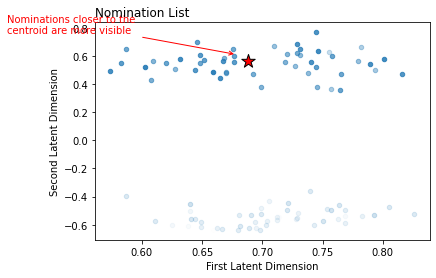 Nomination List
Nominations closer to the
centroid are more visible
0.8
0.6
0.4
0.2
0.0
−0.2
−0.4
−0.6
Second Latent Dimension
0.60
0.65
0.70
0.75
0.80
First Latent Dimension